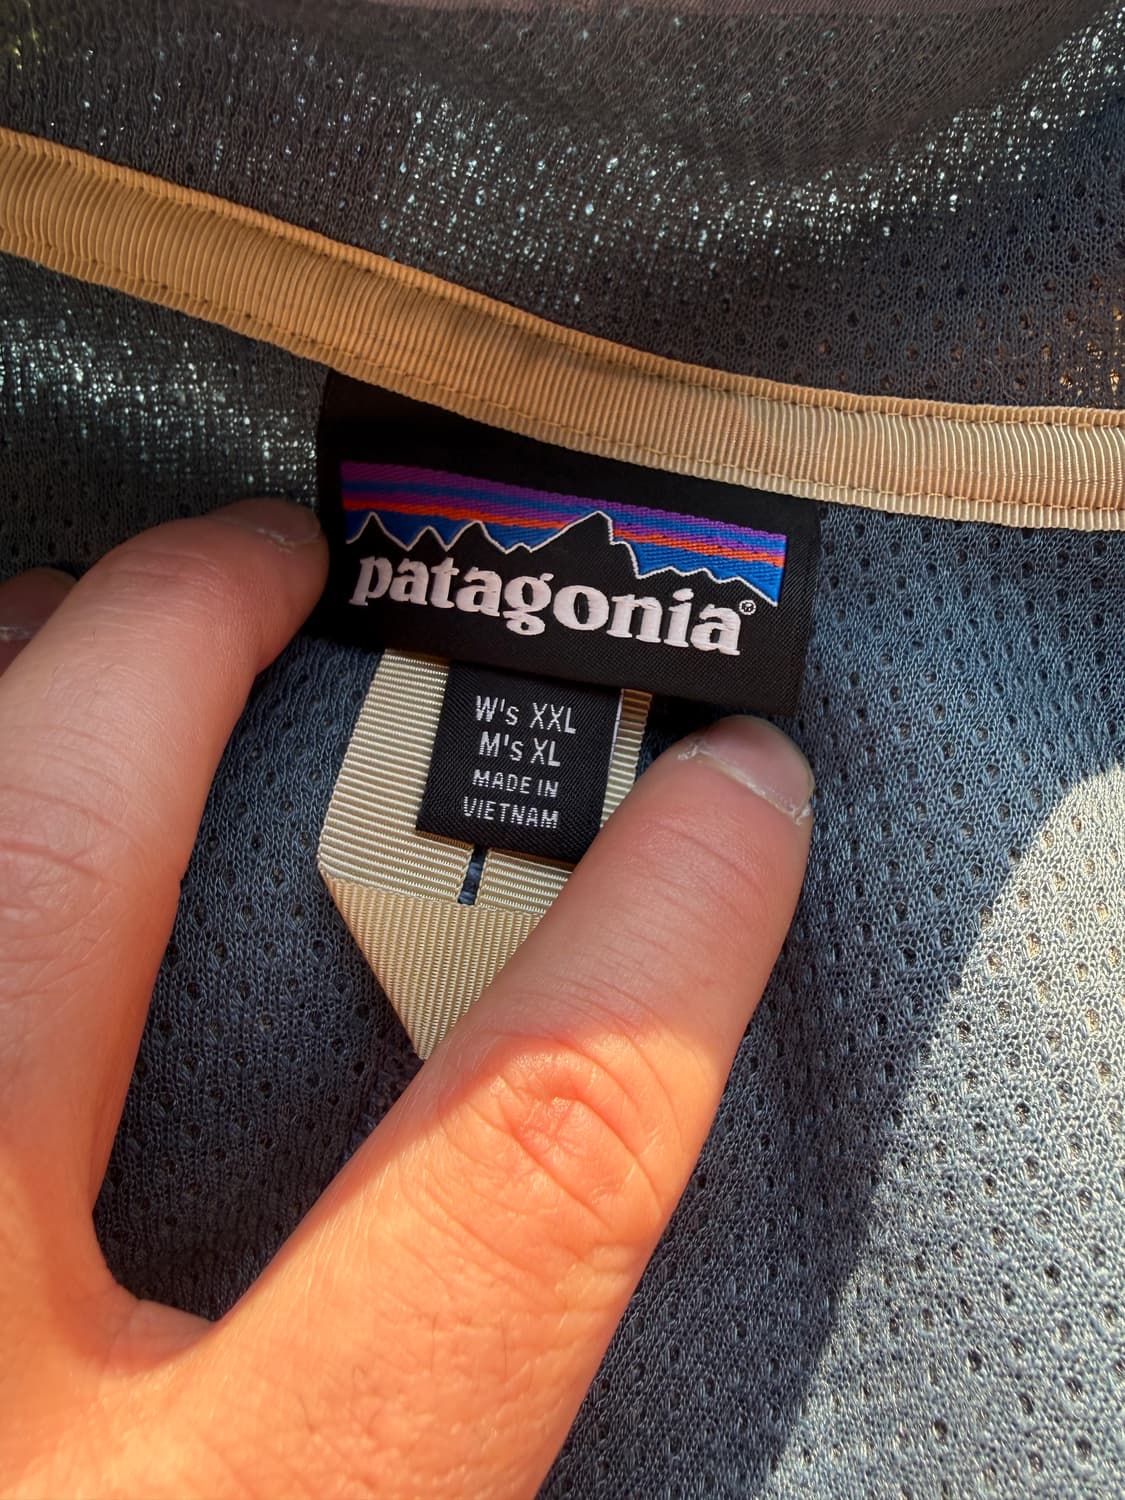 patagonia®
W's XXL
M's XL
MADE IN
VIETNAM